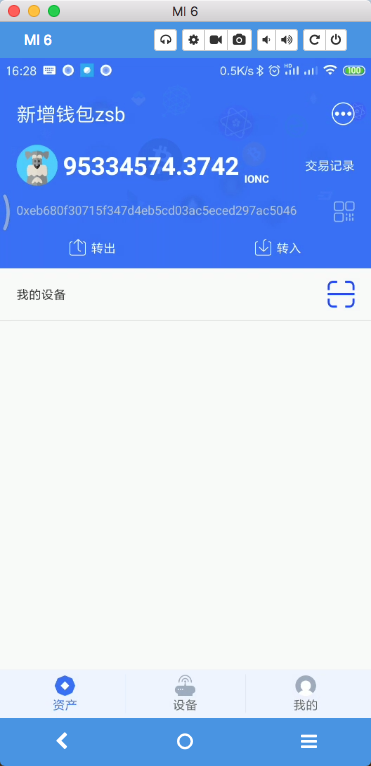 MI 6
MI 6
16:28 0.5K/s HD 100
新增钱包zsb
95334574.3742 IONC 交易记录
0xeb680f30715f347d4eb5cd03ac5eced297ac5046
转出 转入
我的设备
资产 设备 我的